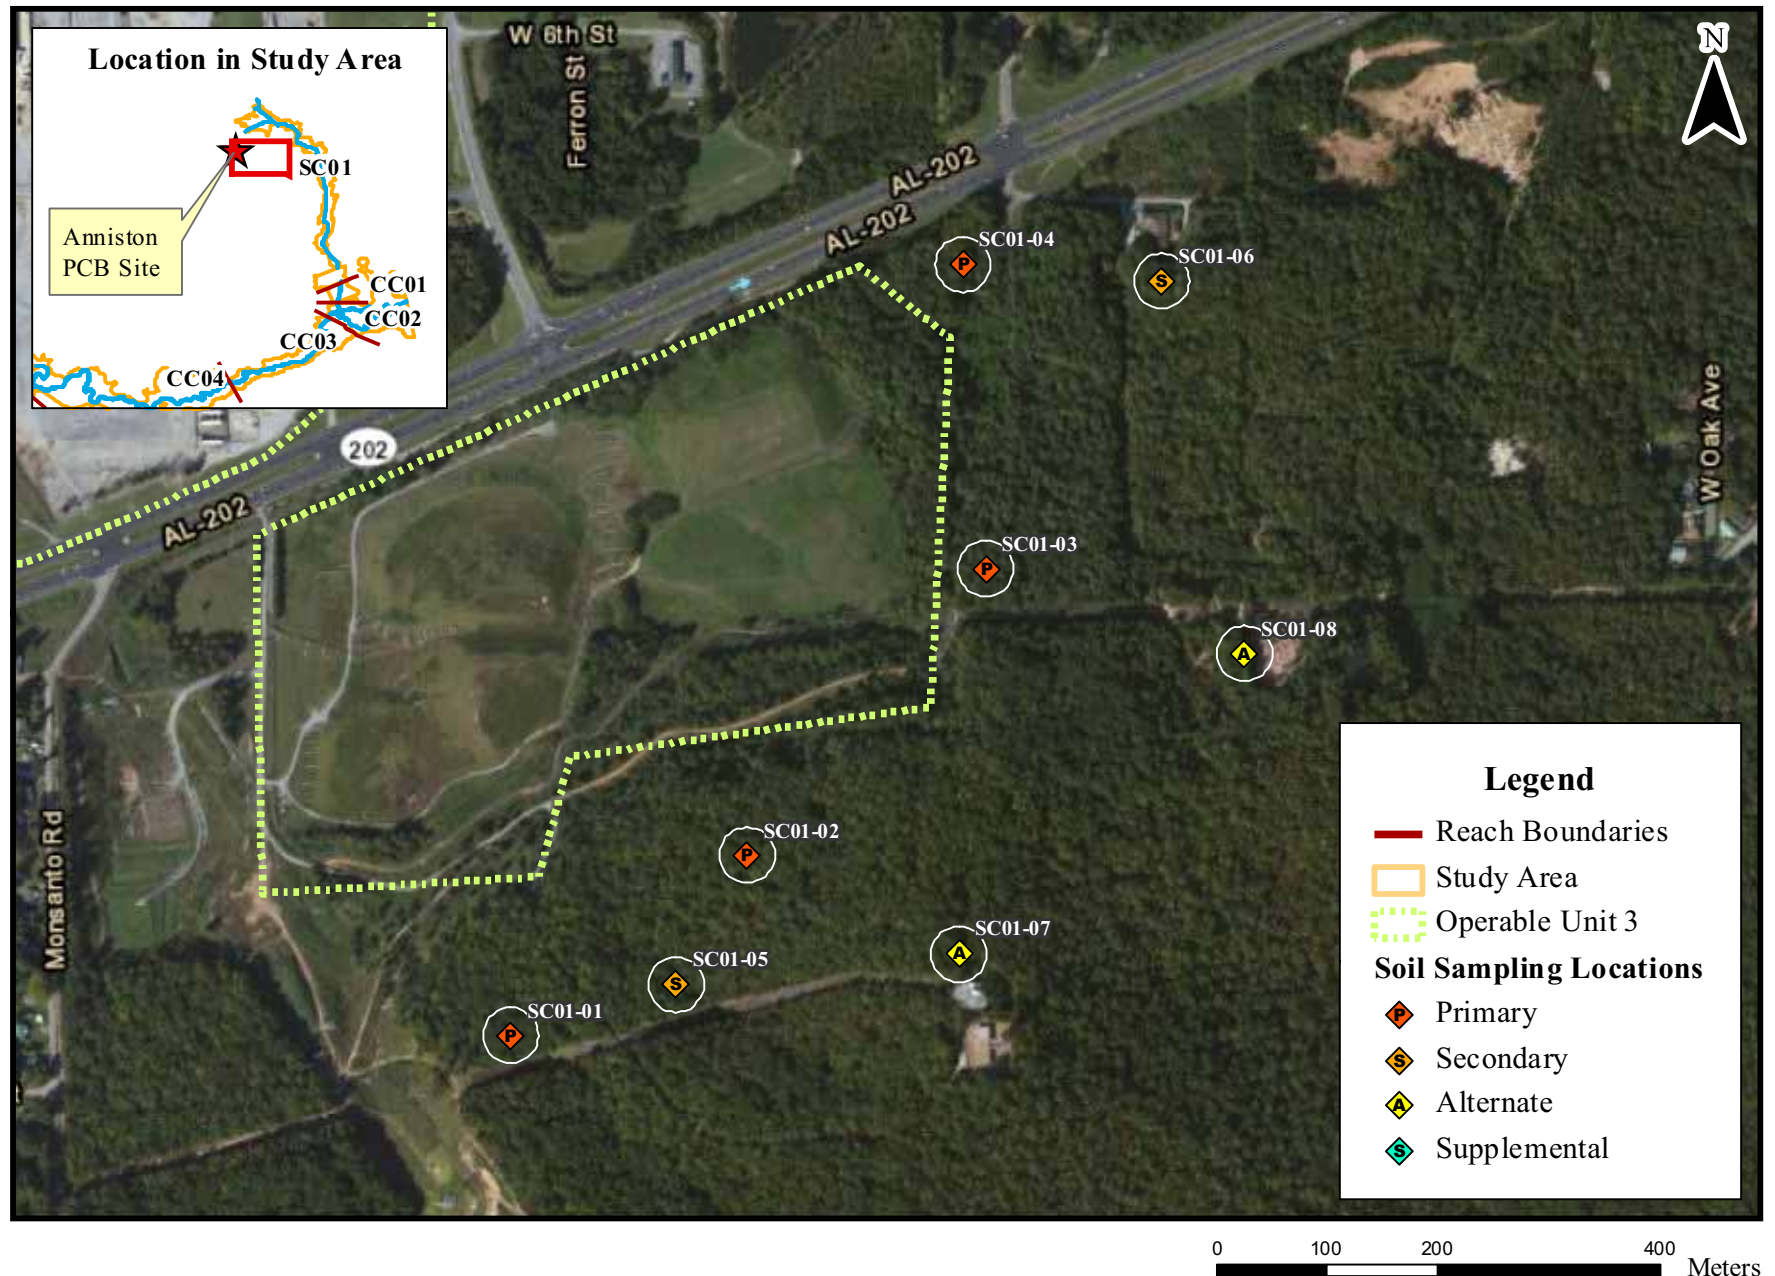 Location in Study Area
SC01
Anniston
PCB Site
CC01
CC02
CC03
CC04
W 6th St
Ferron St
N
AL-202
AL-202
SC01-04
SC01-06
202
AL-202
W Oak Ave
SC01-03
SC01-08
Monsanto Rd
SC01-02
SC01-07
SC01-05
SC01-01
P
S
P
A
P
A
S
P
Legend
Reach Boundaries
Study Area
Operable Unit 3
Soil Sampling Locations
P Primary
S Secondary
A Alternate
S Supplemental
0 100 200 400
Meters